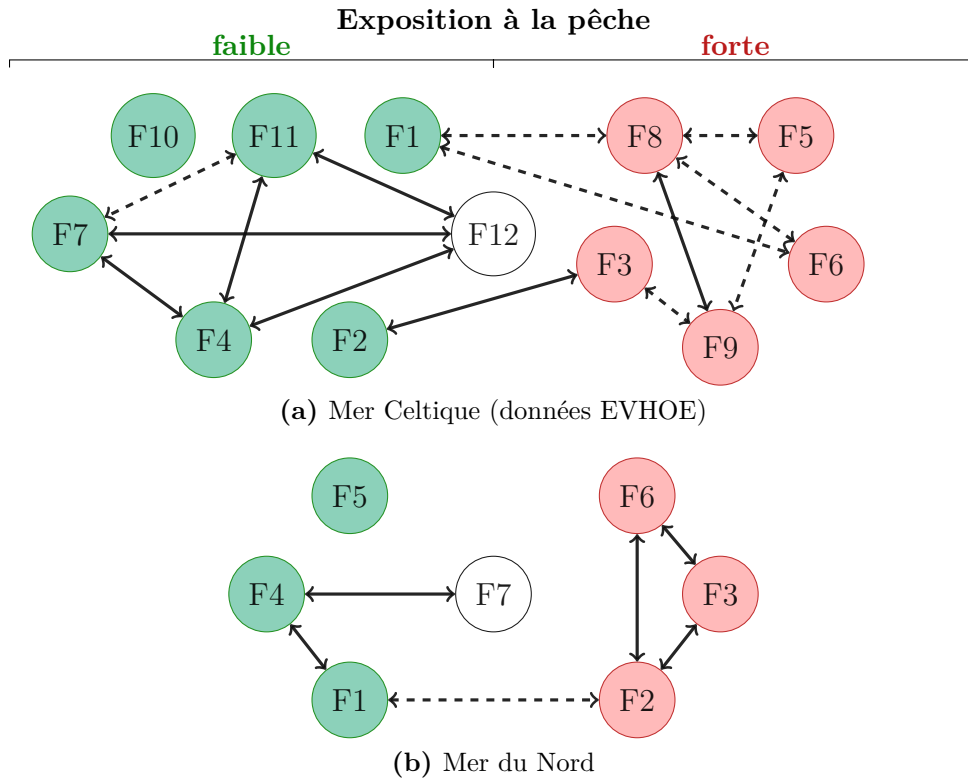 Exposition à la pêche
faible forte
F10 F11 F1 F8 F5
F7 F12 F3 F6
F4 F2 F9
(a) Mer Celtique (données EVHOE)
F5 F6
F4 F7 F3
F1 F2
(b) Mer du Nord